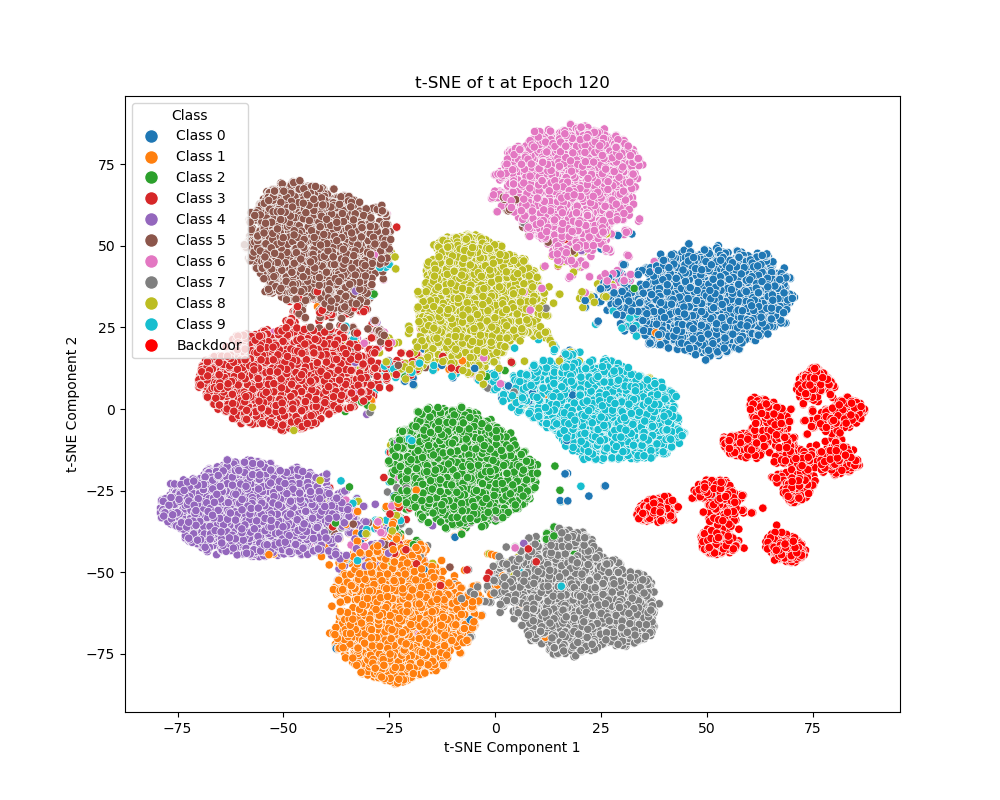 t-SNE of t at Epoch 120
Class
Class 0
Class 1
Class 2
Class 3
Class 4
Class 5
Class 6
Class 7
Class 8
Class 9
Backdoor
75
50
25
0
−25
−50
−75
t-SNE Component 2
−75 −50 −25 0 25 50 75
t-SNE Component 1